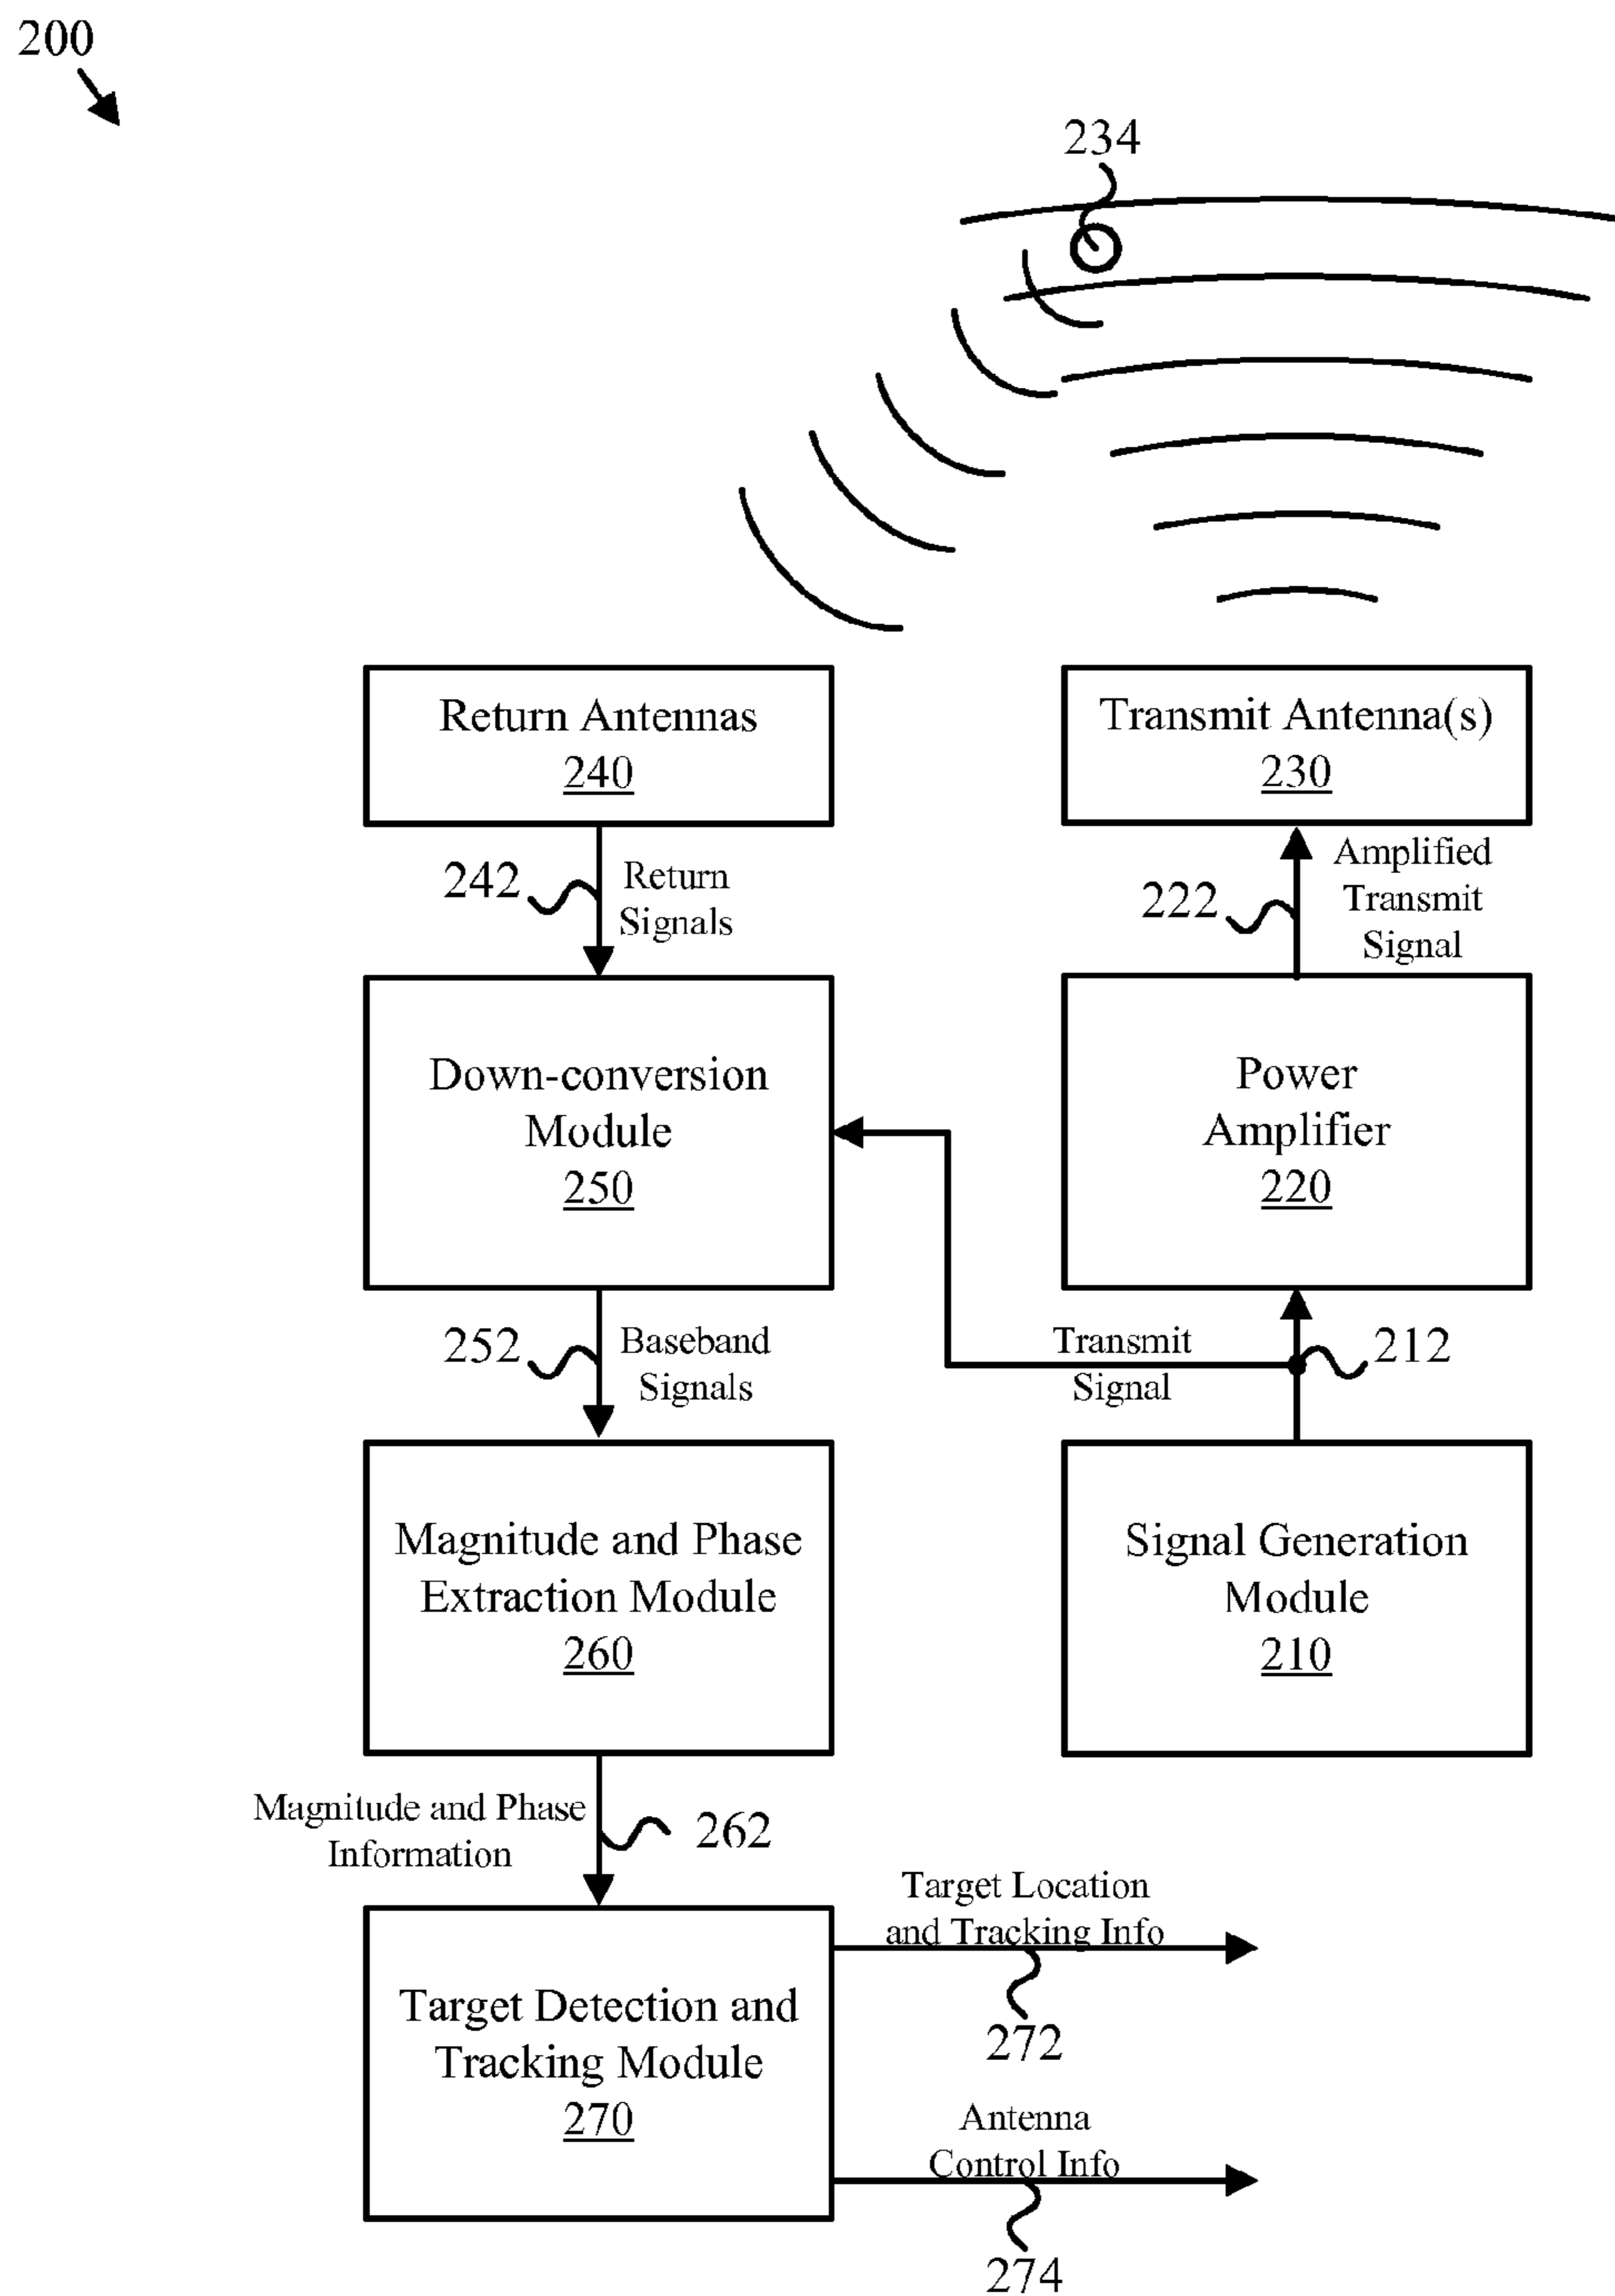 200
234
Return Antennas
240
Transmit Antenna(s)
230
242
Return
Signals
222
Amplified
Transmit
Signal
Down-conversion
Module
250
Power
Amplifier
220
252
Baseband
Signals
Transmit
Signal
212
Magnitude and Phase
Extraction Module
260
Signal Generation
Module
210
Magnitude and Phase
Information
262
Target Detection and
Tracking Module
270
Target Location
and Tracking Info
272
Antenna
Control Info
274